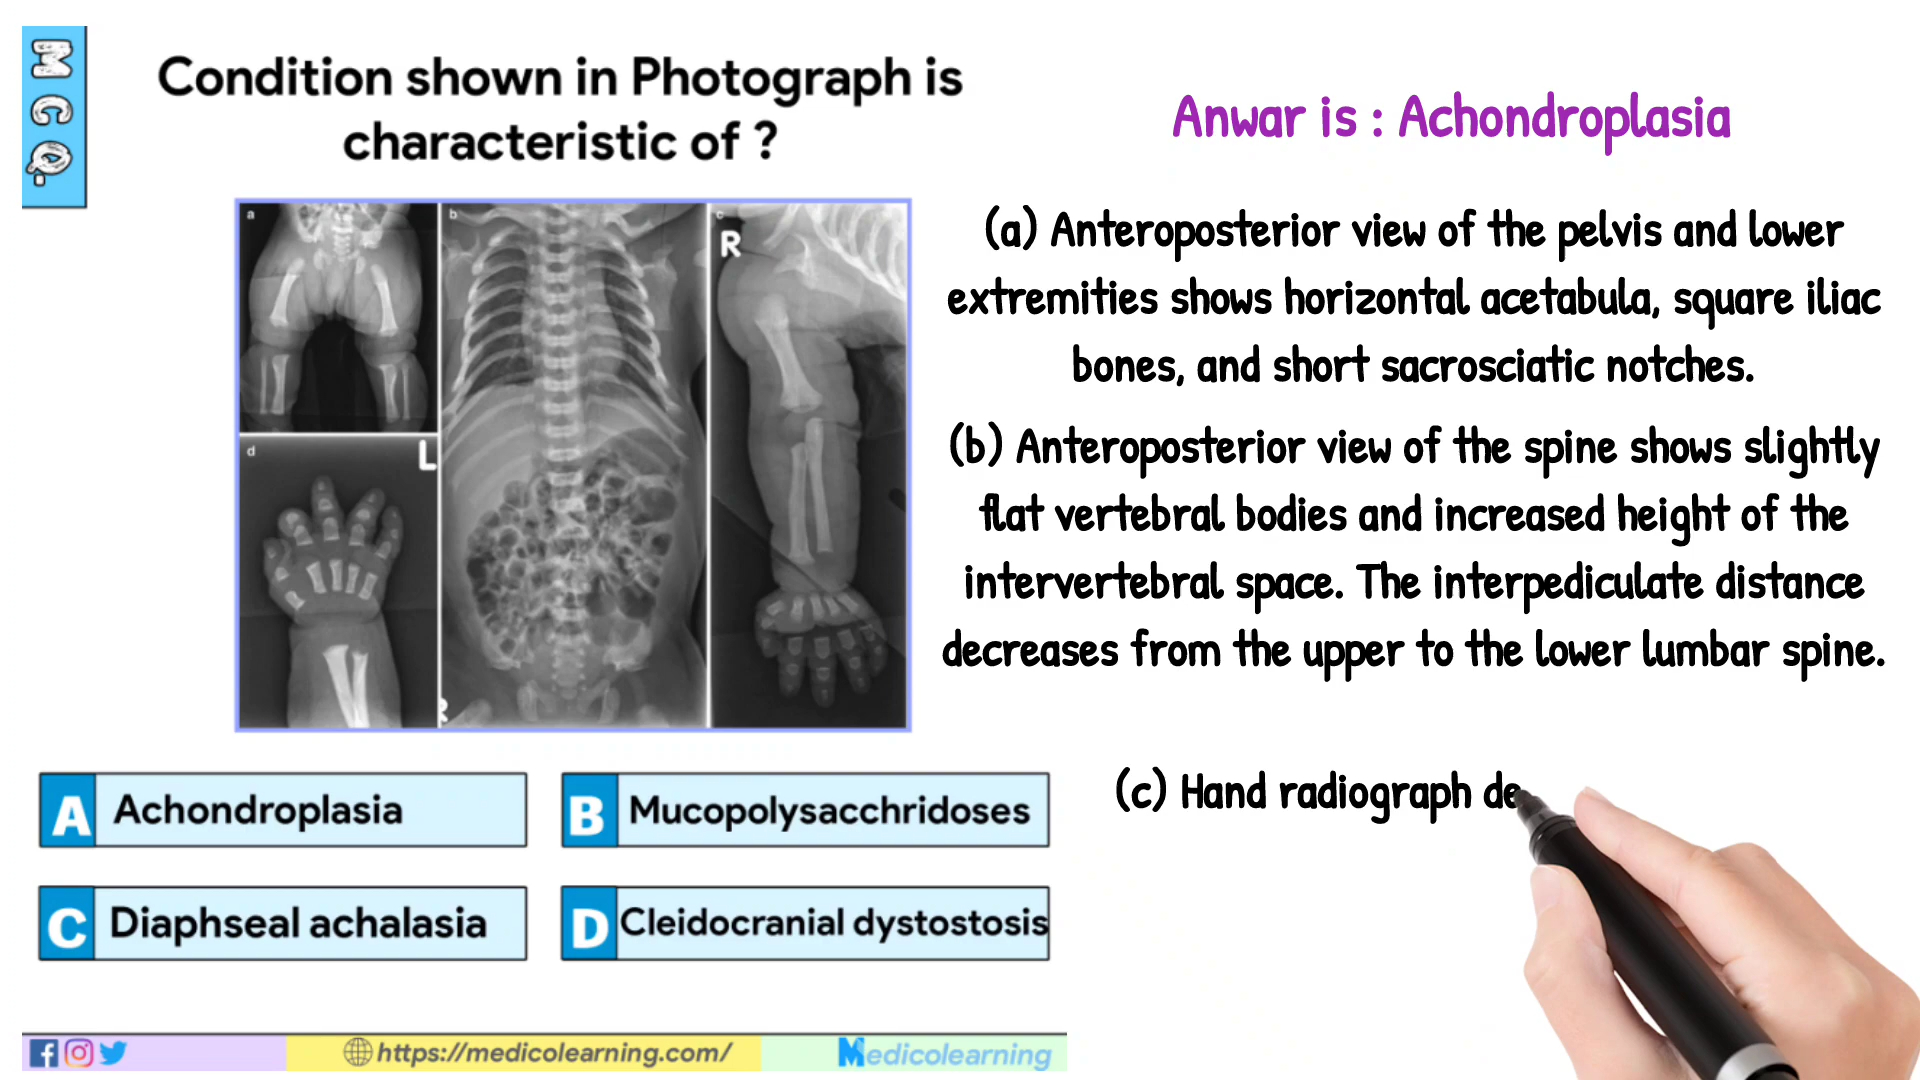 MCQ
Condition shown in Photograph is
characteristic of ?
a
b
c
R
d
L
R
A Achondroplasia
B Mucopolysacchridoses
C Diaphseal achalasia
D Cleidocranial dystostosis
https://medicolearning.com/
Medicolearning
Anwar is : Achondroplasia
(a) Anteroposterior view of the pelvis and lower
extremities shows horizontal acetabula, square iliac
bones, and short sacrosciatic notches.
(b) Anteroposterior view of the spine shows slightly
flat vertebral bodies and increased height of the
intervertebral space. The interpediculate distance
decreases from the upper to the lower lumbar spine.
(c) Hand radiograph de